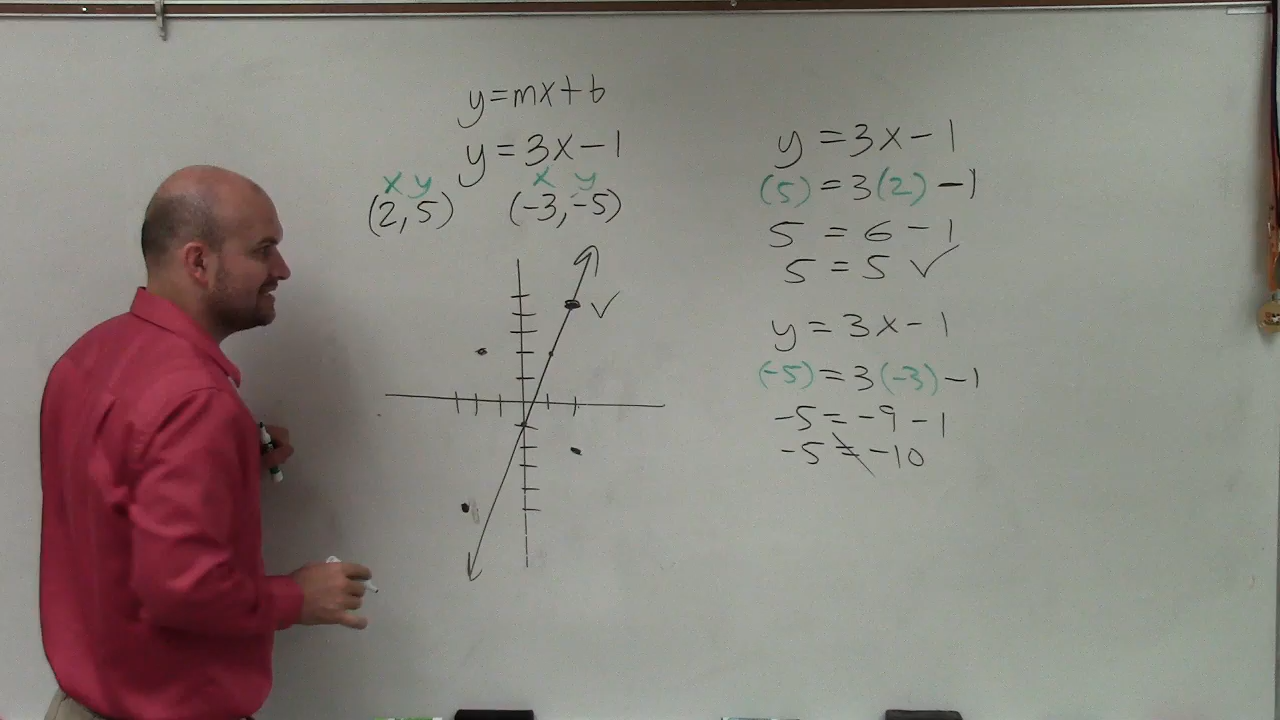 y=mx+b
y=3x-1
x y x y
(2,5) (-3,-5)
✓
y=3x-1
(5)=3(2)-1
5=6-1
5=5 ✓
y=3x-1
(-5)=3(-3)-1
-5=-9-1
-5≠-10